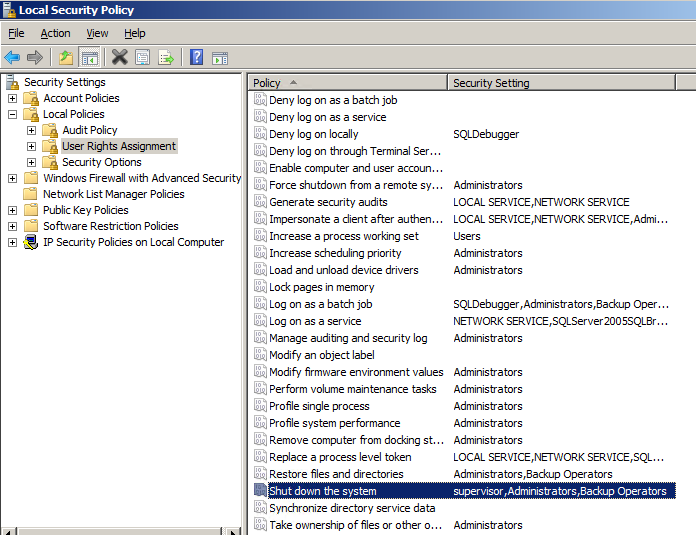 Local Security Policy
File Action View Help
Security Settings
Account Policies
Local Policies
Audit Policy
User Rights Assignment
Security Options
Windows Firewall with Advanced Security
Network List Manager Policies
Public Key Policies
Software Restriction Policies
IP Security Policies on Local Computer
Policy Security Setting
Deny log on as a batch job
Deny log on as a service
Deny log on locally SQLDebugger
Deny log on through Terminal Ser...
Enable computer and user accoun...
Force shutdown from a remote sy... Administrators
Generate security audits LOCAL SERVICE,NETWORK SERVICE
Impersonate a client after authen... LOCAL SERVICE,NETWORK SERVICE,Admi...
Increase a process working set Users
Increase scheduling priority Administrators
Load and unload device drivers Administrators
Lock pages in memory
Log on as a batch job SQLDebugger,Administrators,Backup Oper...
Log on as a service NETWORK SERVICE,SQLServer2005SQLBr...
Manage auditing and security log Administrators
Modify an object label
Modify firmware environment values Administrators
Perform volume maintenance tasks Administrators
Profile single process Administrators
Profile system performance Administrators
Remove computer from docking st... Administrators
Replace a process level token LOCAL SERVICE,NETWORK SERVICE,SQL...
Restore files and directories Administrators,Backup Operators
Shut down the system supervisor,Administrators,Backup Operators
Synchronize directory service data
Take ownership of files or other o... Administrators